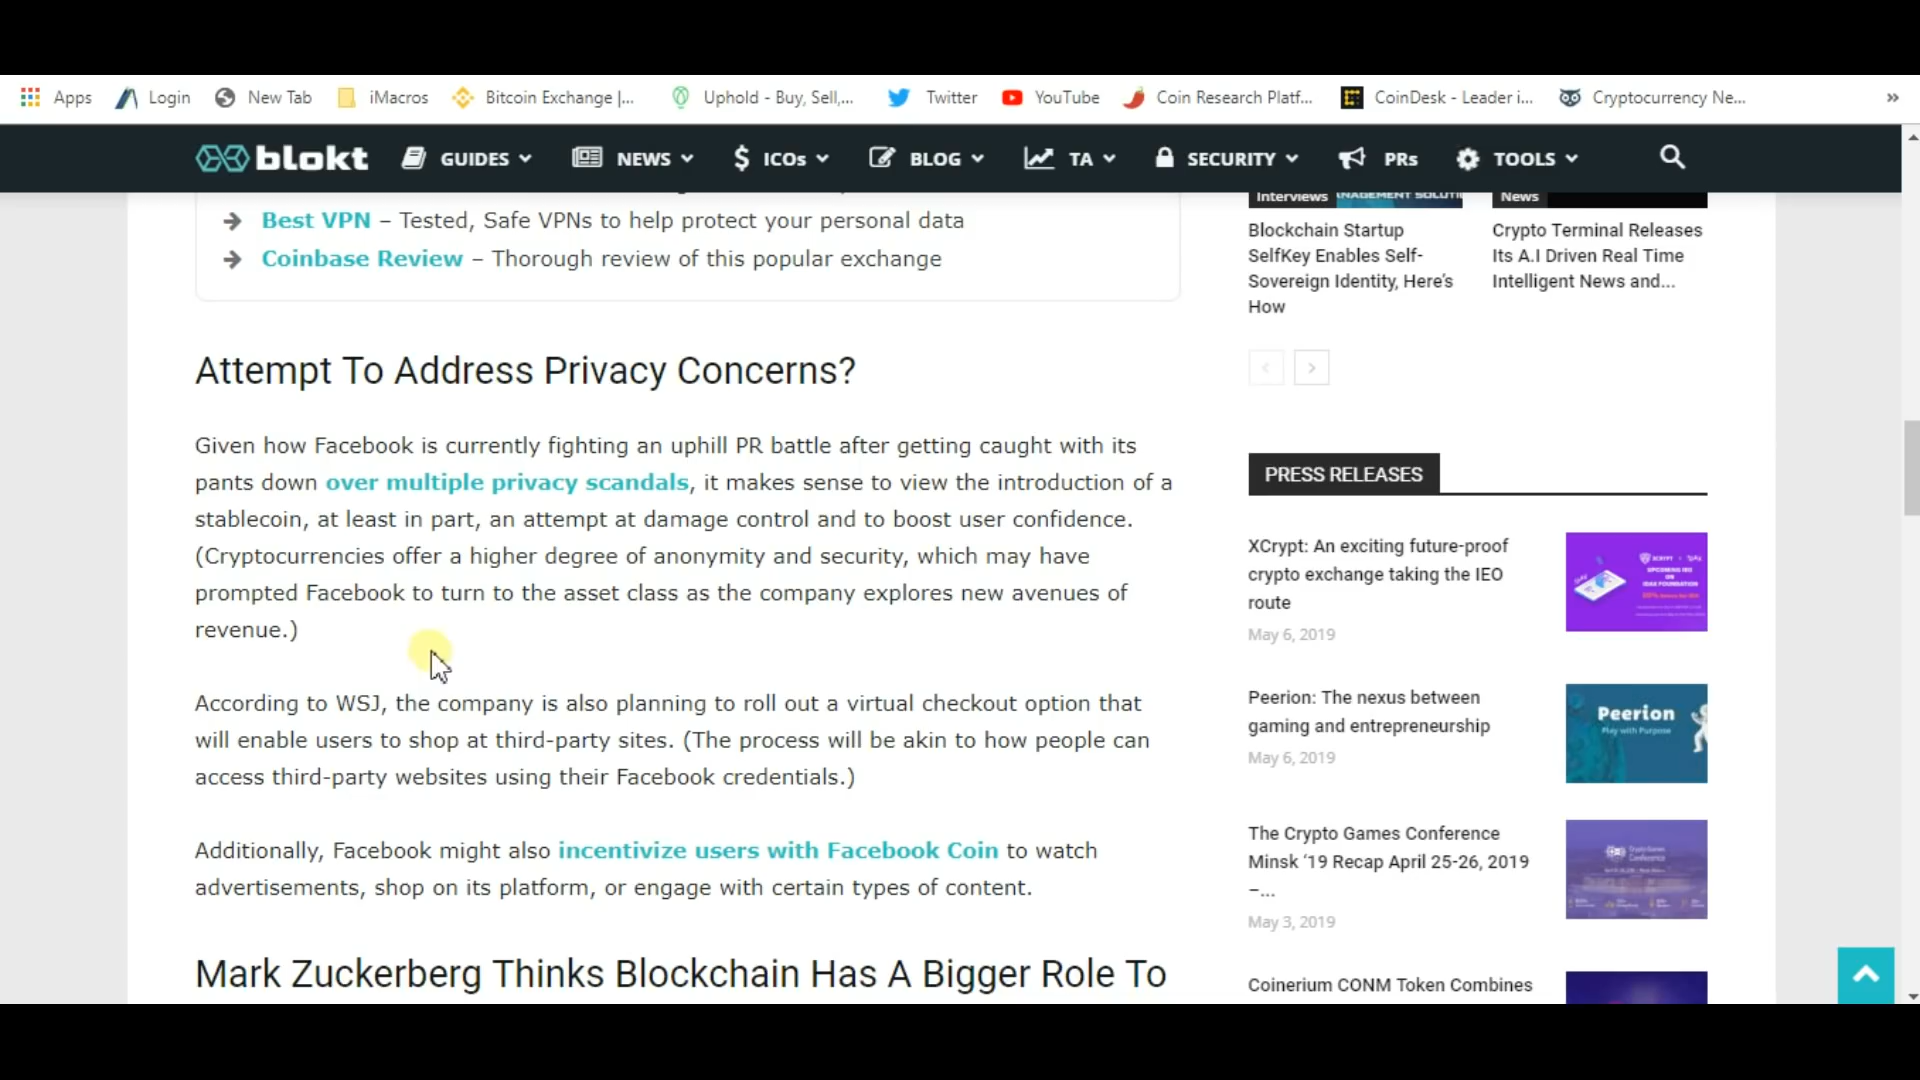 Apps Login New Tab iMacros Bitcoin Exchange |... Uphold - Buy, Sell,... Twitter YouTube Coin Research Platf... CoinDesk - Leader i... Cryptocurrency Ne... »
blokt GUIDES NEWS $ ICOs BLOG TA SECURITY PRs TOOLS
Best VPN – Tested, Safe VPNs to help protect your personal data
Coinbase Review – Thorough review of this popular exchange
Attempt To Address Privacy Concerns?
Given how Facebook is currently fighting an uphill PR battle after getting caught with its
pants down over multiple privacy scandals, it makes sense to view the introduction of a
stablecoin, at least in part, an attempt at damage control and to boost user confidence.
(Cryptocurrencies offer a higher degree of anonymity and security, which may have
prompted Facebook to turn to the asset class as the company explores new avenues of
revenue.)
According to WSJ, the company is also planning to roll out a virtual checkout option that
will enable users to shop at third-party sites. (The process will be akin to how people can
access third-party websites using their Facebook credentials.)
Additionally, Facebook might also incentivize users with Facebook Coin to watch
advertisements, shop on its platform, or engage with certain types of content.
Mark Zuckerberg Thinks Blockchain Has A Bigger Role To
Interviews
Blockchain Startup
SelfKey Enables Self-
Sovereign Identity, Here's
How
News
Crypto Terminal Releases
Its A.I Driven Real Time
Intelligent News and...
PRESS RELEASES
XCrypt: An exciting future-proof
crypto exchange taking the IEO
route
May 6, 2019
UPCOMING IEO
Peerion: The nexus between
gaming and entrepreneurship
May 6, 2019
Peerion
Play with Purpose
The Crypto Games Conference
Minsk ‘19 Recap April 25-26, 2019
–...
May 3, 2019
Crypto Games
Conference
Coinerium CONM Token Combines